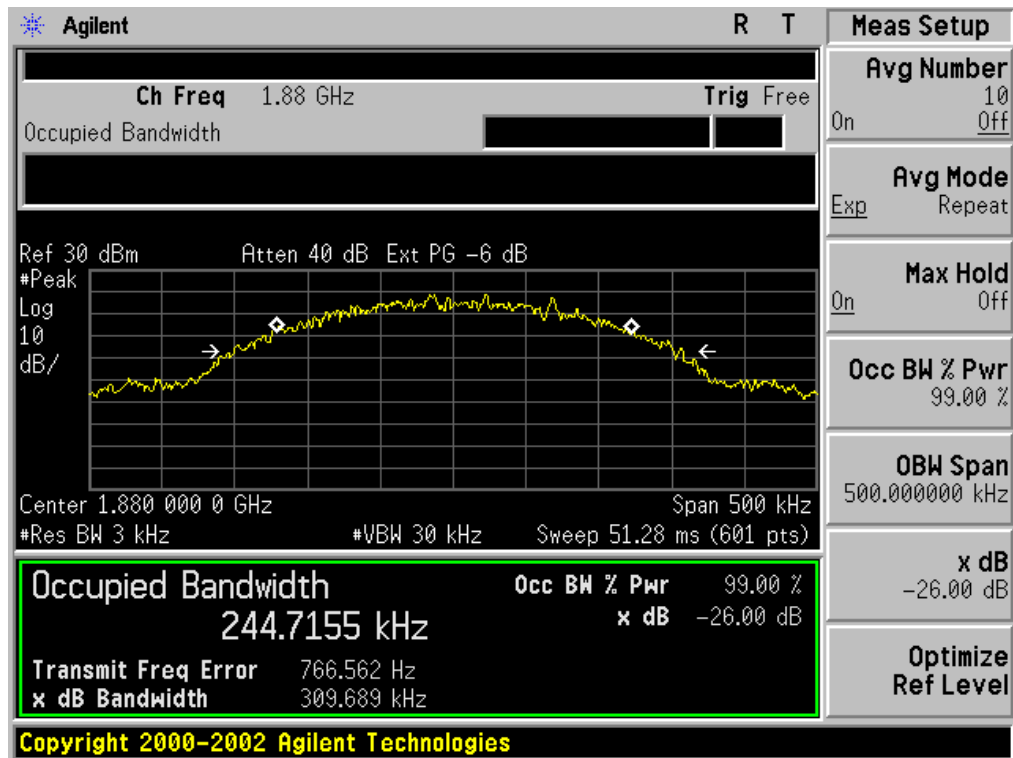 Agilent R T
Ch Freq 1.88 GHz Trig Free
Occupied Bandwidth
Ref 30 dBm Atten 40 dB Ext PG -6 dB
#Peak
Log
10
dB/
Center 1.880 000 0 GHz Span 500 kHz
#Res BW 3 kHz #VBW 30 kHz Sweep 51.28 ms (601 pts)
Occupied Bandwidth Occ BW % Pwr 99.00 %
244.7155 kHz x dB -26.00 dB
Transmit Freq Error 766.562 Hz
x dB Bandwidth 309.689 kHz
Copyright 2000-2002 Agilent Technologies
Meas Setup
Avg Number
10
On Off
Avg Mode
Exp Repeat
Max Hold
On Off
Occ BW % Pwr
99.00 %
OBW Span
500.000000 kHz
x dB
-26.00 dB
Optimize
Ref Level